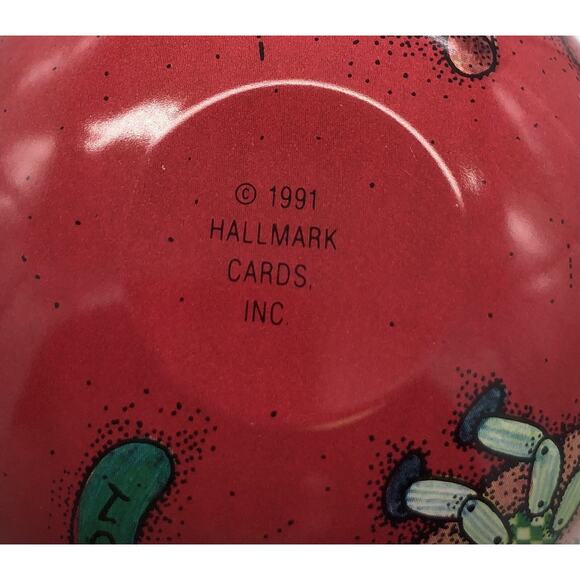 © 1991
HALLMARK
CARDS,
INC.